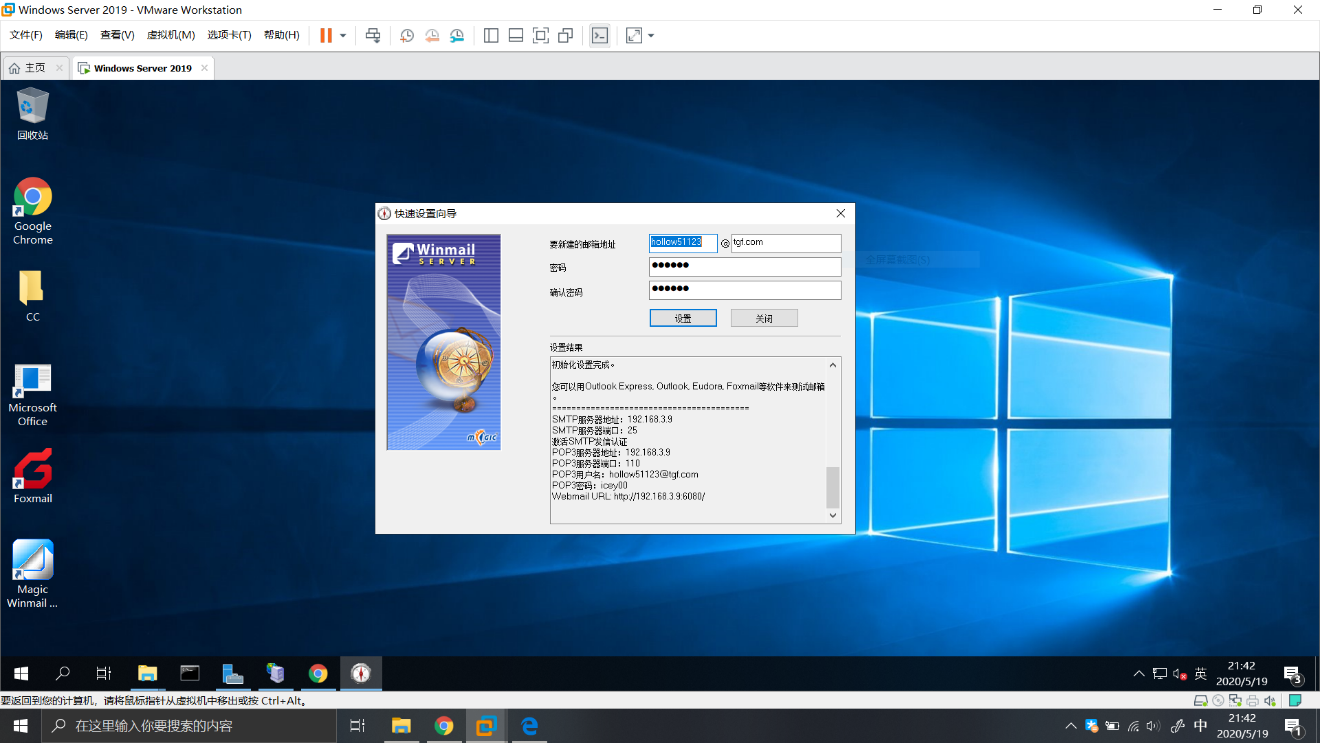 Windows Server 2019 - VMware Workstation
文件(F) 编辑(E) 查看(V) 虚拟机(M) 选项卡(T) 帮助(H)
主页
Windows Server 2019
回收站
Google
Chrome
CC
Microsoft
Office
Foxmail
Magic
Winmail ...
快速设置向导
Winmail
SERVER
magic
要新建的邮箱地址
hollow51123 @ tgf.com
密码
●●●●●●
确认密码
●●●●●●
设置
关闭
设置结果
初始化设置完成。
您可以用Outlook Express, Outlook, Eudora, Foxmail等软件来测试邮箱
。
========================================
SMTP服务器地址：192.168.3.9
SMTP服务器端口：25
激活SMTP发信认证
POP3服务器地址：192.168.3.9
POP3服务器端口：110
POP3用户名：hollow51123@tgf.com
POP3密码：icey00
Webmail URL: http://192.168.3.9:6080/
全屏幕截图(S)
英
21:42
2020/5/19
3
要返回到您的计算机，请将鼠标指针从虚拟机中移出或按 Ctrl+Alt。
在这里输入你要搜索的内容
中
21:42
2020/5/19
1